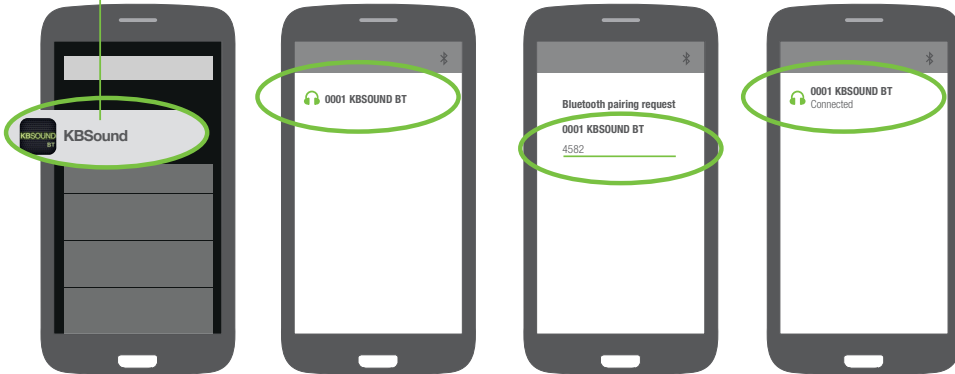 KBSOUND
BT
KBSound
0001 KBSOUND BT
Bluetooth pairing request
0001 KBSOUND BT
4582
0001 KBSOUND BT
Connected